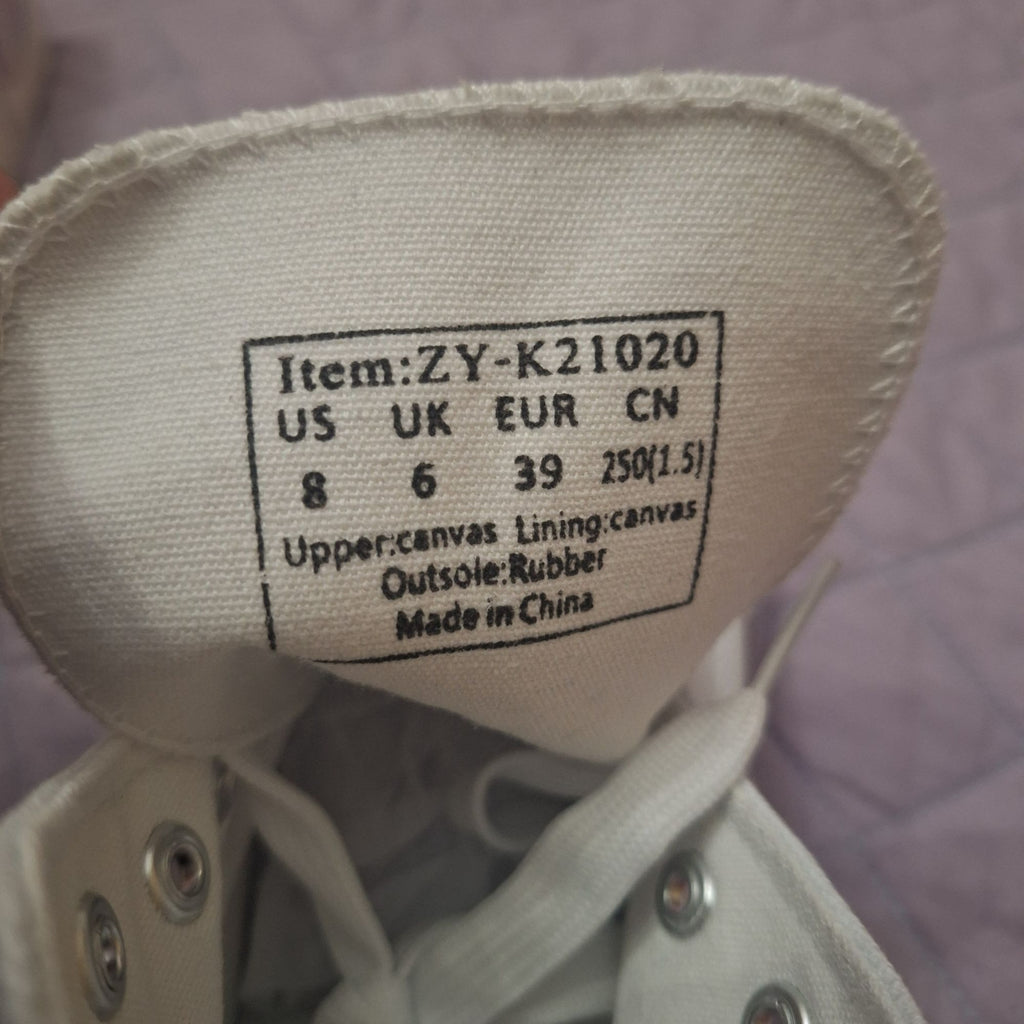 Item:ZY-K21020
US UK EUR CN
8 6 39 250(1.5)
Upper:canvas Lining:canvas
Outsole:Rubber
Made in China